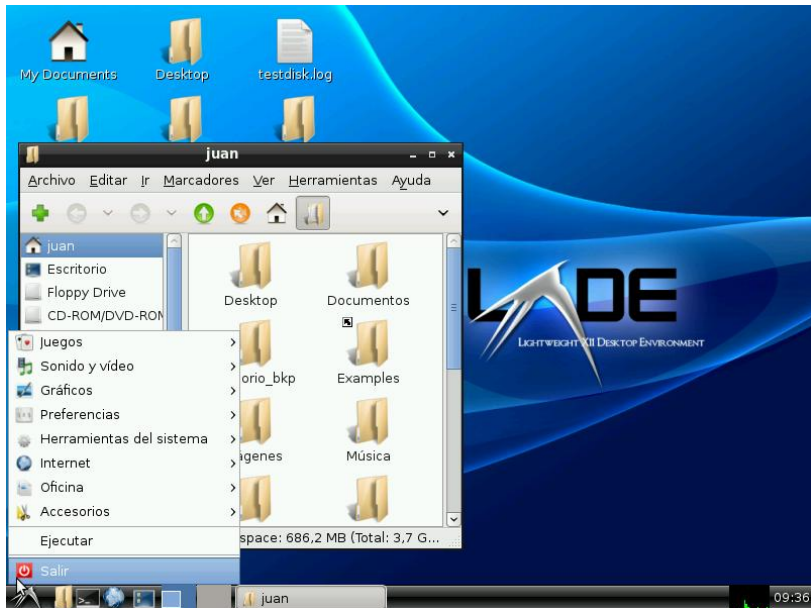 My Documents
Desktop
testdisk.log
juan
Archivo Editar Ir Marcadores Ver Herramientas Ayuda
juan
Escritorio
Floppy Drive
CD-ROM/DVD-ROM
Desktop
Documentos
orio_bkp
Examples
ágenes
Música
space: 686,2 MB (Total: 3,7 G...
Juegos
Sonido y vídeo
Gráficos
Preferencias
Herramientas del sistema
Internet
Oficina
Accesorios
Ejecutar
Salir
LXDE
Lightweight X11 Desktop Environment
juan
09:36